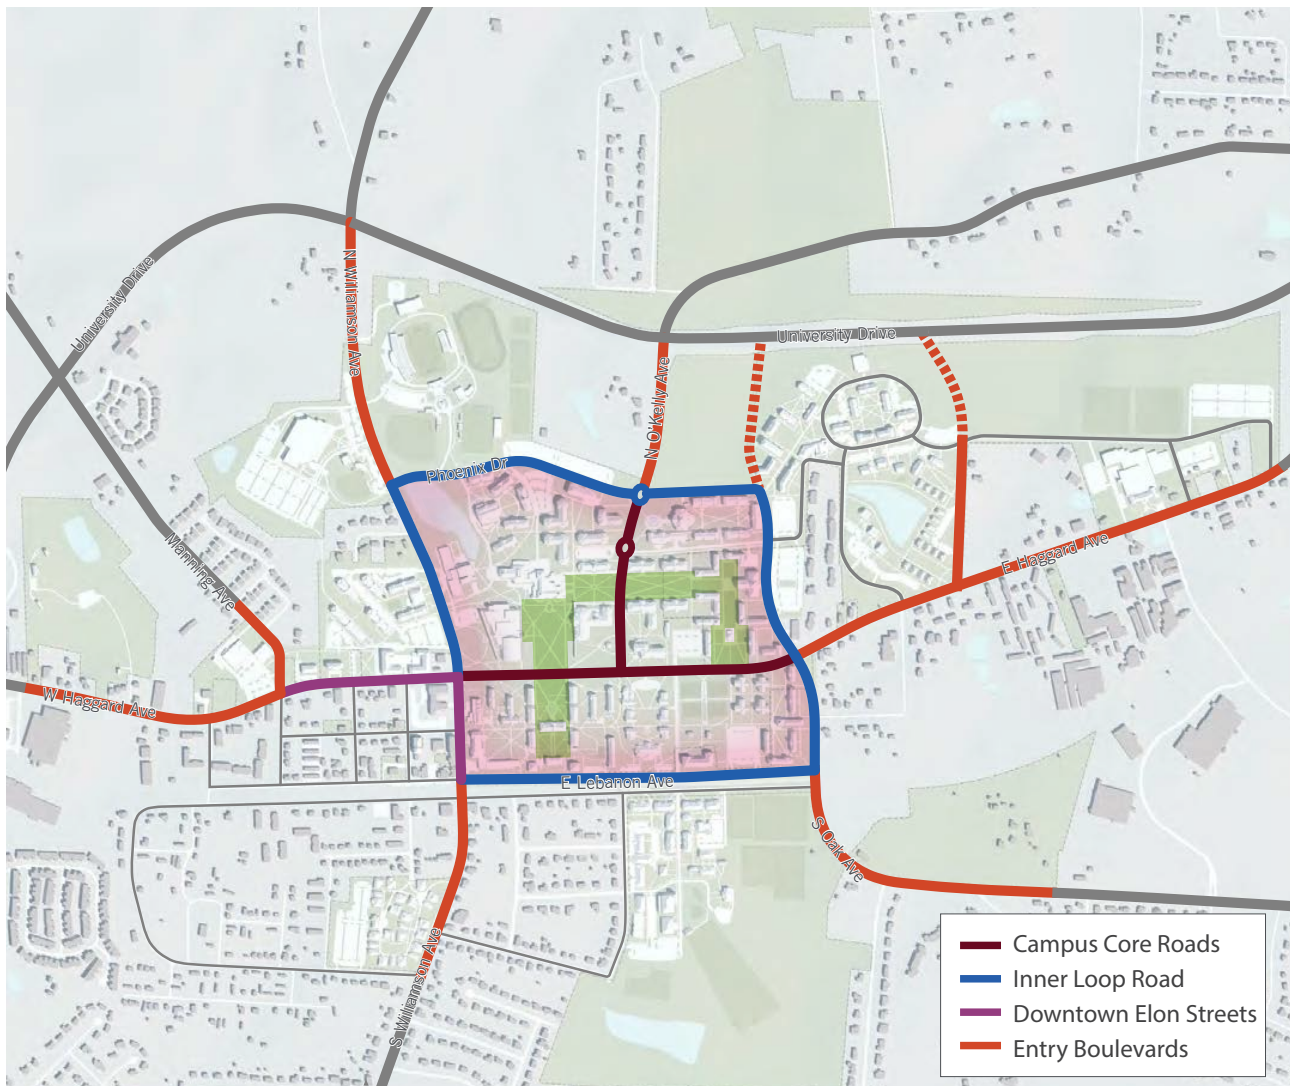 N Williamson Ave
University Drive
University Drive
N O'Kelly Ave
Phoenix Dr
Manning Ave
E Haggard Ave
W Haggard Ave
E Lebanon Ave
S Oak Ave
S Williamson Ave
Campus Core Roads
Inner Loop Road
Downtown Elon Streets
Entry Boulevards